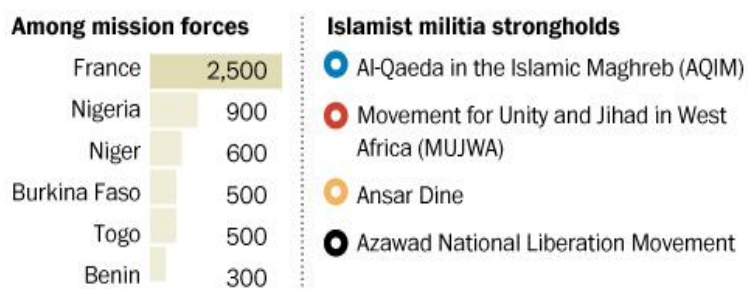 Among mission forces
France 2,500
Nigeria 900
Niger 600
Burkina Faso 500
Togo 500
Benin 300
Islamist militia strongholds
Al-Qaeda in the Islamic Maghreb (AQIM)
Movement for Unity and Jihad in West
Africa (MUJWA)
Ansar Dine
Azawad National Liberation Movement